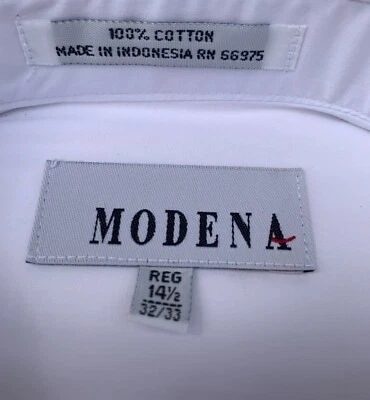 100% COTTON
MADE IN INDONESIA RN 56975
MODENA
REG
14½
32/33